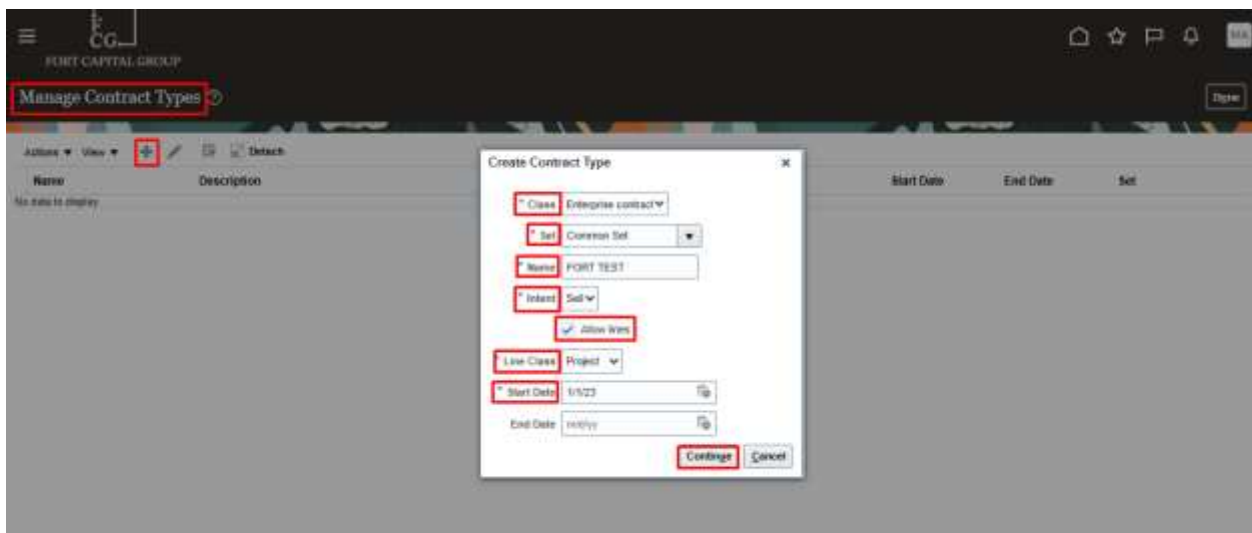 FCG
FORT CAPITAL GROUP
Manage Contract Types
Done
Actions View Detach
Name Description Start Date End Date Set
No data to display
Create Contract Type
* Class Enterprise contract
* Set Common Set
* Name FORT TEST
* Intent Sell
Allow lines
* Line Class Project
* Start Date 1/1/23
End Date m/d/yy
Continue Cancel